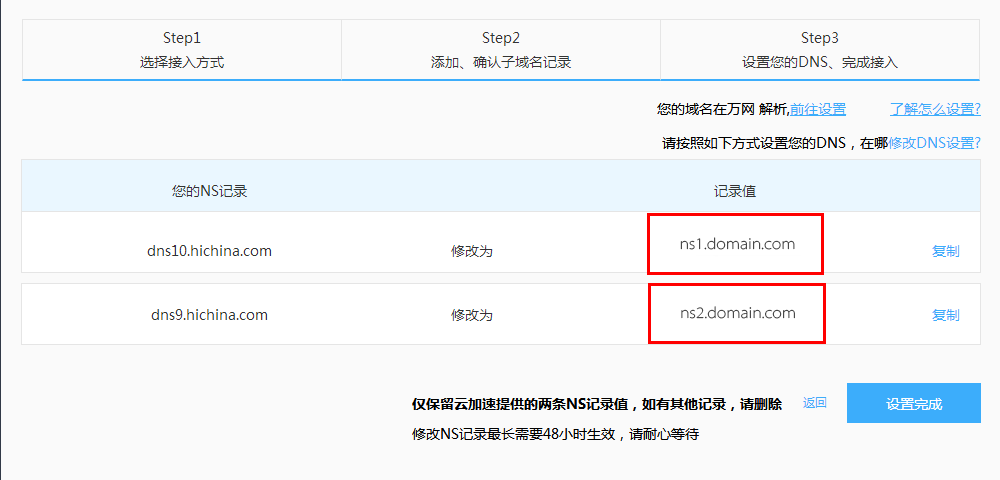 Step1
选择接入方式
Step2
添加、确认子域名记录
Step3
设置您的DNS、完成接入
您的域名在万网 解析,前往设置 了解怎么设置?
请按照如下方式设置您的DNS，在哪修改DNS设置?
您的NS记录 记录值
dns10.hichina.com 修改为 ns1.domain.com 复制
dns9.hichina.com 修改为 ns2.domain.com 复制
仅保留云加速提供的两条NS记录值，如有其他记录，请删除 返回 设置完成
修改NS记录最长需要48小时生效，请耐心等待